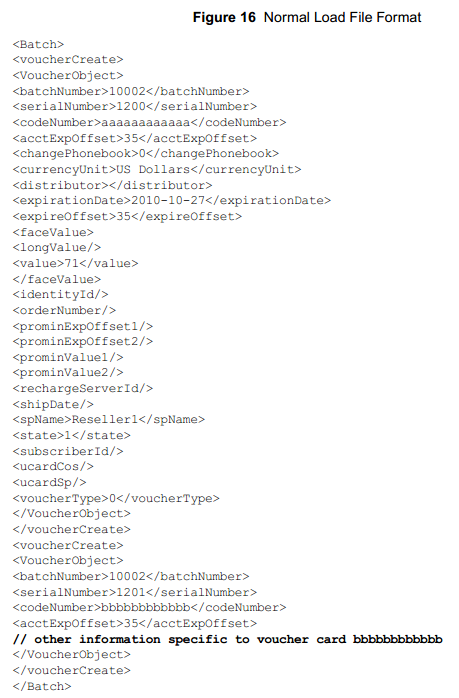 Figure 16 Normal Load File Format
<Batch>
<voucherCreate>
<VoucherObject>
<batchNumber>10002</batchNumber>
<serialNumber>1200</serialNumber>
<codeNumber>aaaaaaaaaaaa</codeNumber>
<acctExpOffset>35</acctExpOffset>
<changePhonebook>0</changePhonebook>
<currencyUnit>US Dollars</currencyUnit>
<distributor></distributor>
<expirationDate>2010-10-27</expirationDate>
<expireOffset>35</expireOffset>
<faceValue>
<longValue/>
<value>71</value>
</faceValue>
<identityId/>
<orderNumber/>
<prominExpOffset1/>
<prominExpOffset2/>
<prominValue1/>
<prominValue2/>
<rechargeServerId/>
<shipDate/>
<spName>Reseller1</spName>
<state>1</state>
<subscriberId/>
<ucardCos/>
<ucardSp/>
<voucherType>0</voucherType>
</VoucherObject>
</voucherCreate>
<voucherCreate>
<VoucherObject>
<batchNumber>10002</batchNumber>
<serialNumber>1201</serialNumber>
<codeNumber>bbbbbbbbbbbb</codeNumber>
<acctExpOffset>35</acctExpOffset>
// other information specific to voucher card bbbbbbbbbbbb
</VoucherObject>
</voucherCreate>
</Batch>